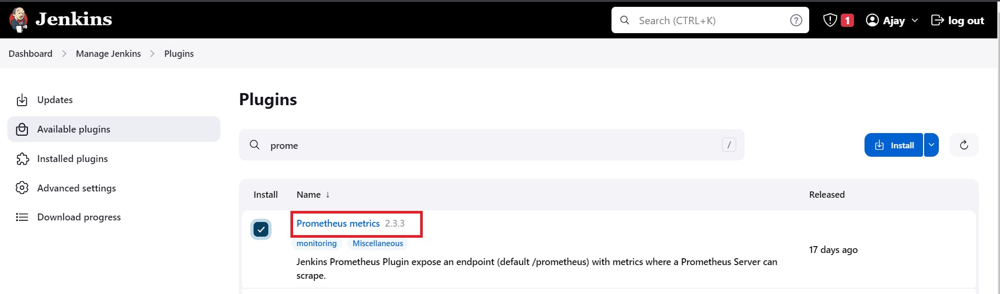 Jenkins
Search (CTRL+K)
?
1
Ajay
log out
Dashboard
Manage Jenkins
Plugins
Updates
Available plugins
Installed plugins
Advanced settings
Download progress
Plugins
prome
/
Install
Install
Name ↓
Released
Prometheus metrics 2.3.3
monitoring
Miscellaneous
Jenkins Prometheus Plugin expose an endpoint (default /prometheus) with metrics where a Prometheus Server can
scrape.
17 days ago